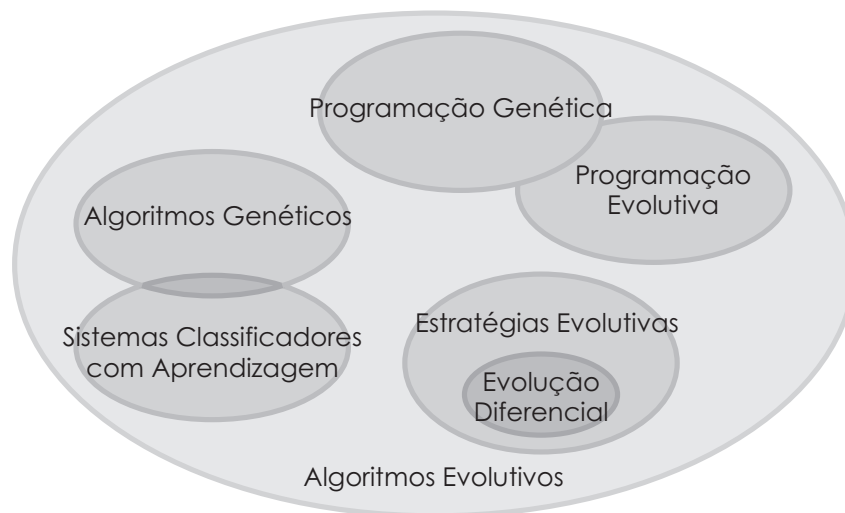 Programação Genética
Programação
Evolutiva
Algoritmos Genéticos
Sistemas Classificadores
com Aprendizagem
Estratégias Evolutivas
Evolução
Diferencial
Algoritmos Evolutivos